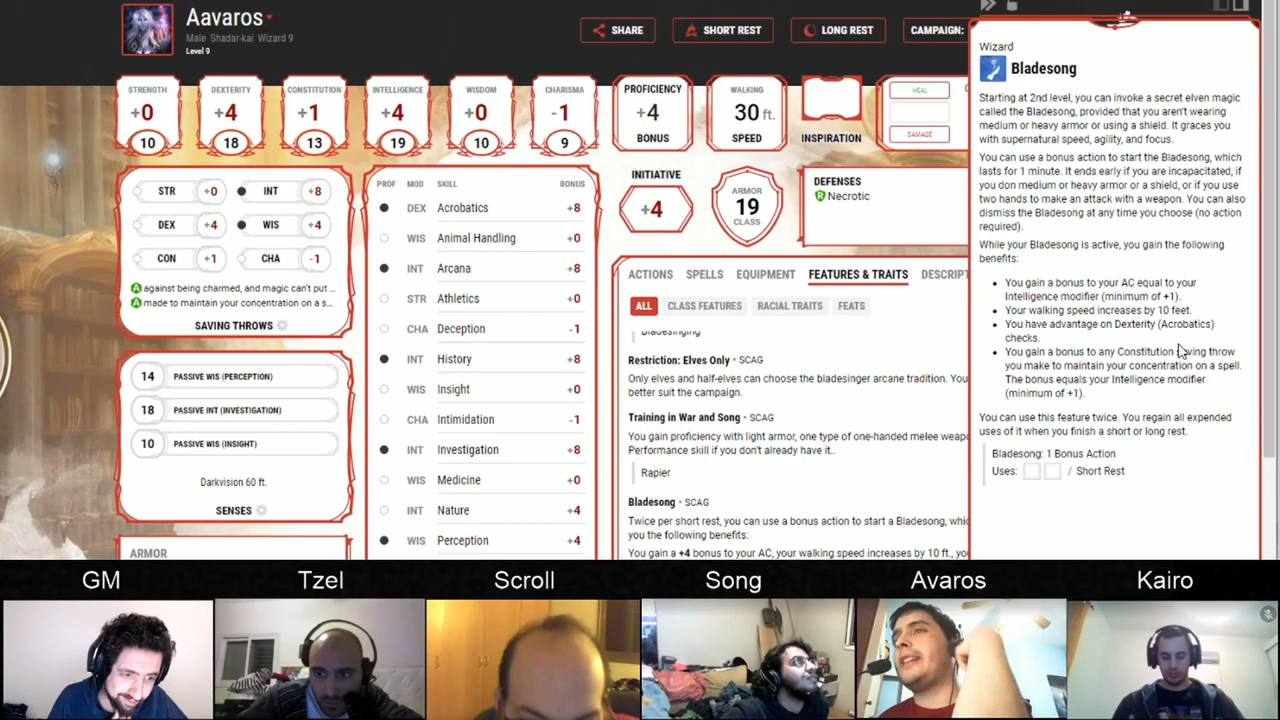 Aavaros
Male Shadar-kai Wizard 9
Level 9
SHARE
SHORT REST
LONG REST
CAMPAIGN:
STRENGTH
+0
10
DEXTERITY
+4
18
CONSTITUTION
+1
13
INTELLIGENCE
+4
19
WISDOM
+0
10
CHARISMA
-1
9
PROFICIENCY
+4
BONUS
WALKING
30 ft.
SPEED
INSPIRATION
HEAL
DAMAGE
STR +0
INT +8
DEX +4
WIS +4
CON +1
CHA -1
against being charmed, and magic can't put ...
made to maintain your concentration on a s...
SAVING THROWS
14 PASSIVE WIS (PERCEPTION)
18 PASSIVE INT (INVESTIGATION)
10 PASSIVE WIS (INSIGHT)
Darkvision 60 ft.
SENSES
ARMOR
PROF MOD SKILL BONUS
DEX Acrobatics +8
WIS Animal Handling +0
INT Arcana +8
STR Athletics +0
CHA Deception -1
INT History +8
WIS Insight +0
CHA Intimidation -1
INT Investigation +8
WIS Medicine +0
INT Nature +4
WIS Perception +4
INITIATIVE
+4
ARMOR
19
CLASS
DEFENSES
R Necrotic
ACTIONS SPELLS EQUIPMENT FEATURES & TRAITS DESCRIP
ALL CLASS FEATURES RACIAL TRAITS FEATS
Bladesinging
Restriction: Elves Only • SCAG
Only elves and half-elves can choose the bladesinger arcane tradition. You
better suit the campaign.
Training in War and Song • SCAG
You gain proficiency with light armor, one type of one-handed melee weapo
Performance skill if you don't already have it..
Rapier
Bladesong • SCAG
Twice per short rest, you can use a bonus action to start a Bladesong, whic
you the following benefits:
You gain a +4 bonus to your AC, your walking speed increases by 10 ft., yo
Wizard
Bladesong
Starting at 2nd level, you can invoke a secret elven magic
called the Bladesong, provided that you aren't wearing
medium or heavy armor or using a shield. It graces you
with supernatural speed, agility, and focus.
You can use a bonus action to start the Bladesong, which
lasts for 1 minute. It ends early if you are incapacitated, if
you don medium or heavy armor or a shield, or if you use
two hands to make an attack with a weapon. You can also
dismiss the Bladesong at any time you choose (no action
required).
While your Bladesong is active, you gain the following
benefits:
• You gain a bonus to your AC equal to your
Intelligence modifier (minimum of +1).
• Your walking speed increases by 10 feet.
• You have advantage on Dexterity (Acrobatics)
checks.
• You gain a bonus to any Constitution saving throw
you make to maintain your concentration on a spell.
The bonus equals your Intelligence modifier
(minimum of +1).
You can use this feature twice. You regain all expended
uses of it when you finish a short or long rest.
Bladesong: 1 Bonus Action
Uses: / Short Rest
GM
Tzel
Scroll
Song
Avaros
Kairo